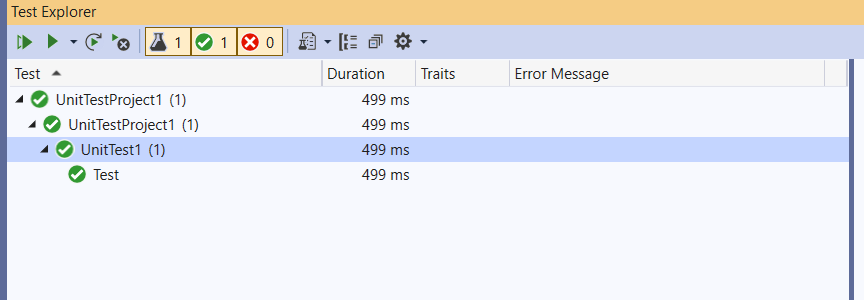 Test Explorer
1 1 0
Test Duration Traits Error Message
UnitTestProject1 (1) 499 ms
UnitTestProject1 (1) 499 ms
UnitTest1 (1) 499 ms
Test 499 ms